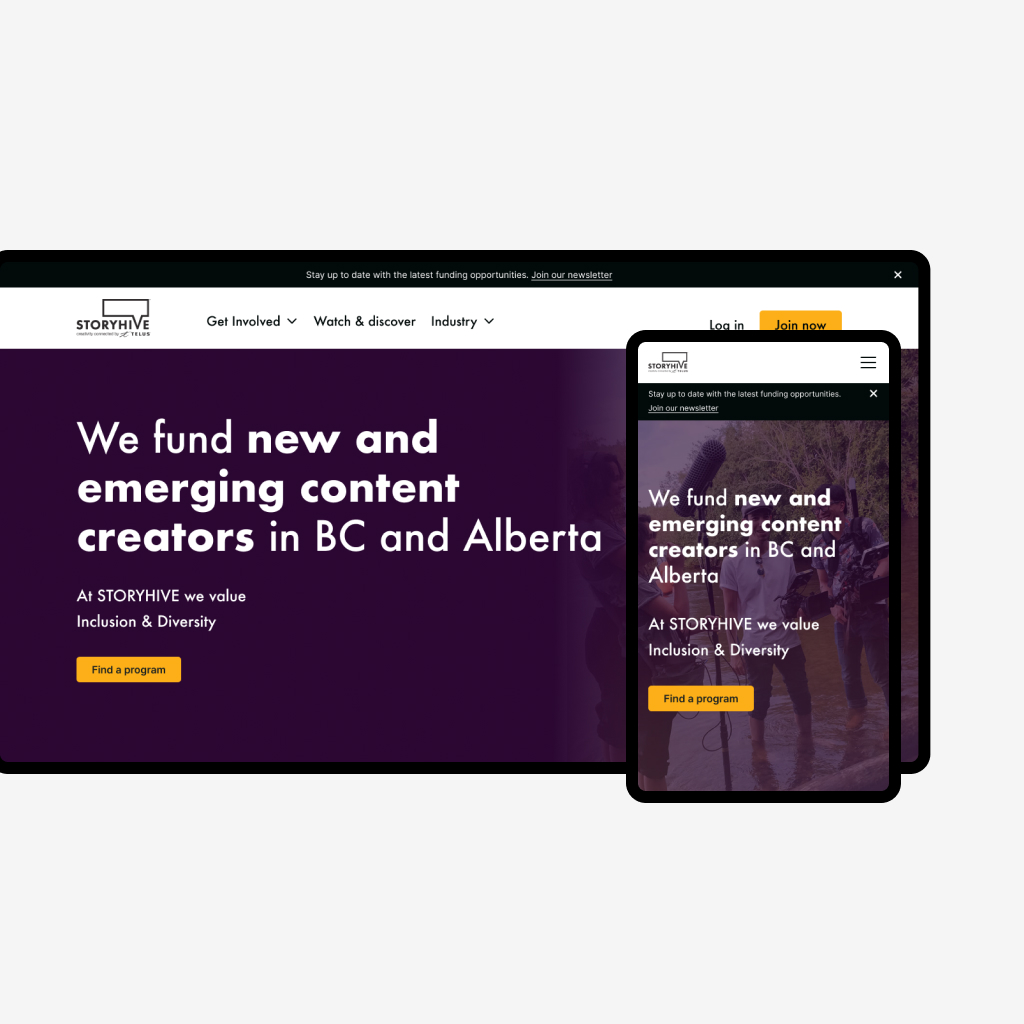 Stay up to date with the latest funding opportunities. Join our newsletter
STORYHIVE
creativity connected by TELUS
Get Involved
Watch & discover
Industry
Log in
Join now
We fund new and
emerging content
creators in BC and Alberta
At STORYHIVE we value
Inclusion & Diversity
Find a program
STORYHIVE
Stay up to date with the latest funding opportunities.
Join our newsletter
We fund new and
emerging content
creators in BC and
Alberta
At STORYHIVE we value
Inclusion & Diversity
Find a program